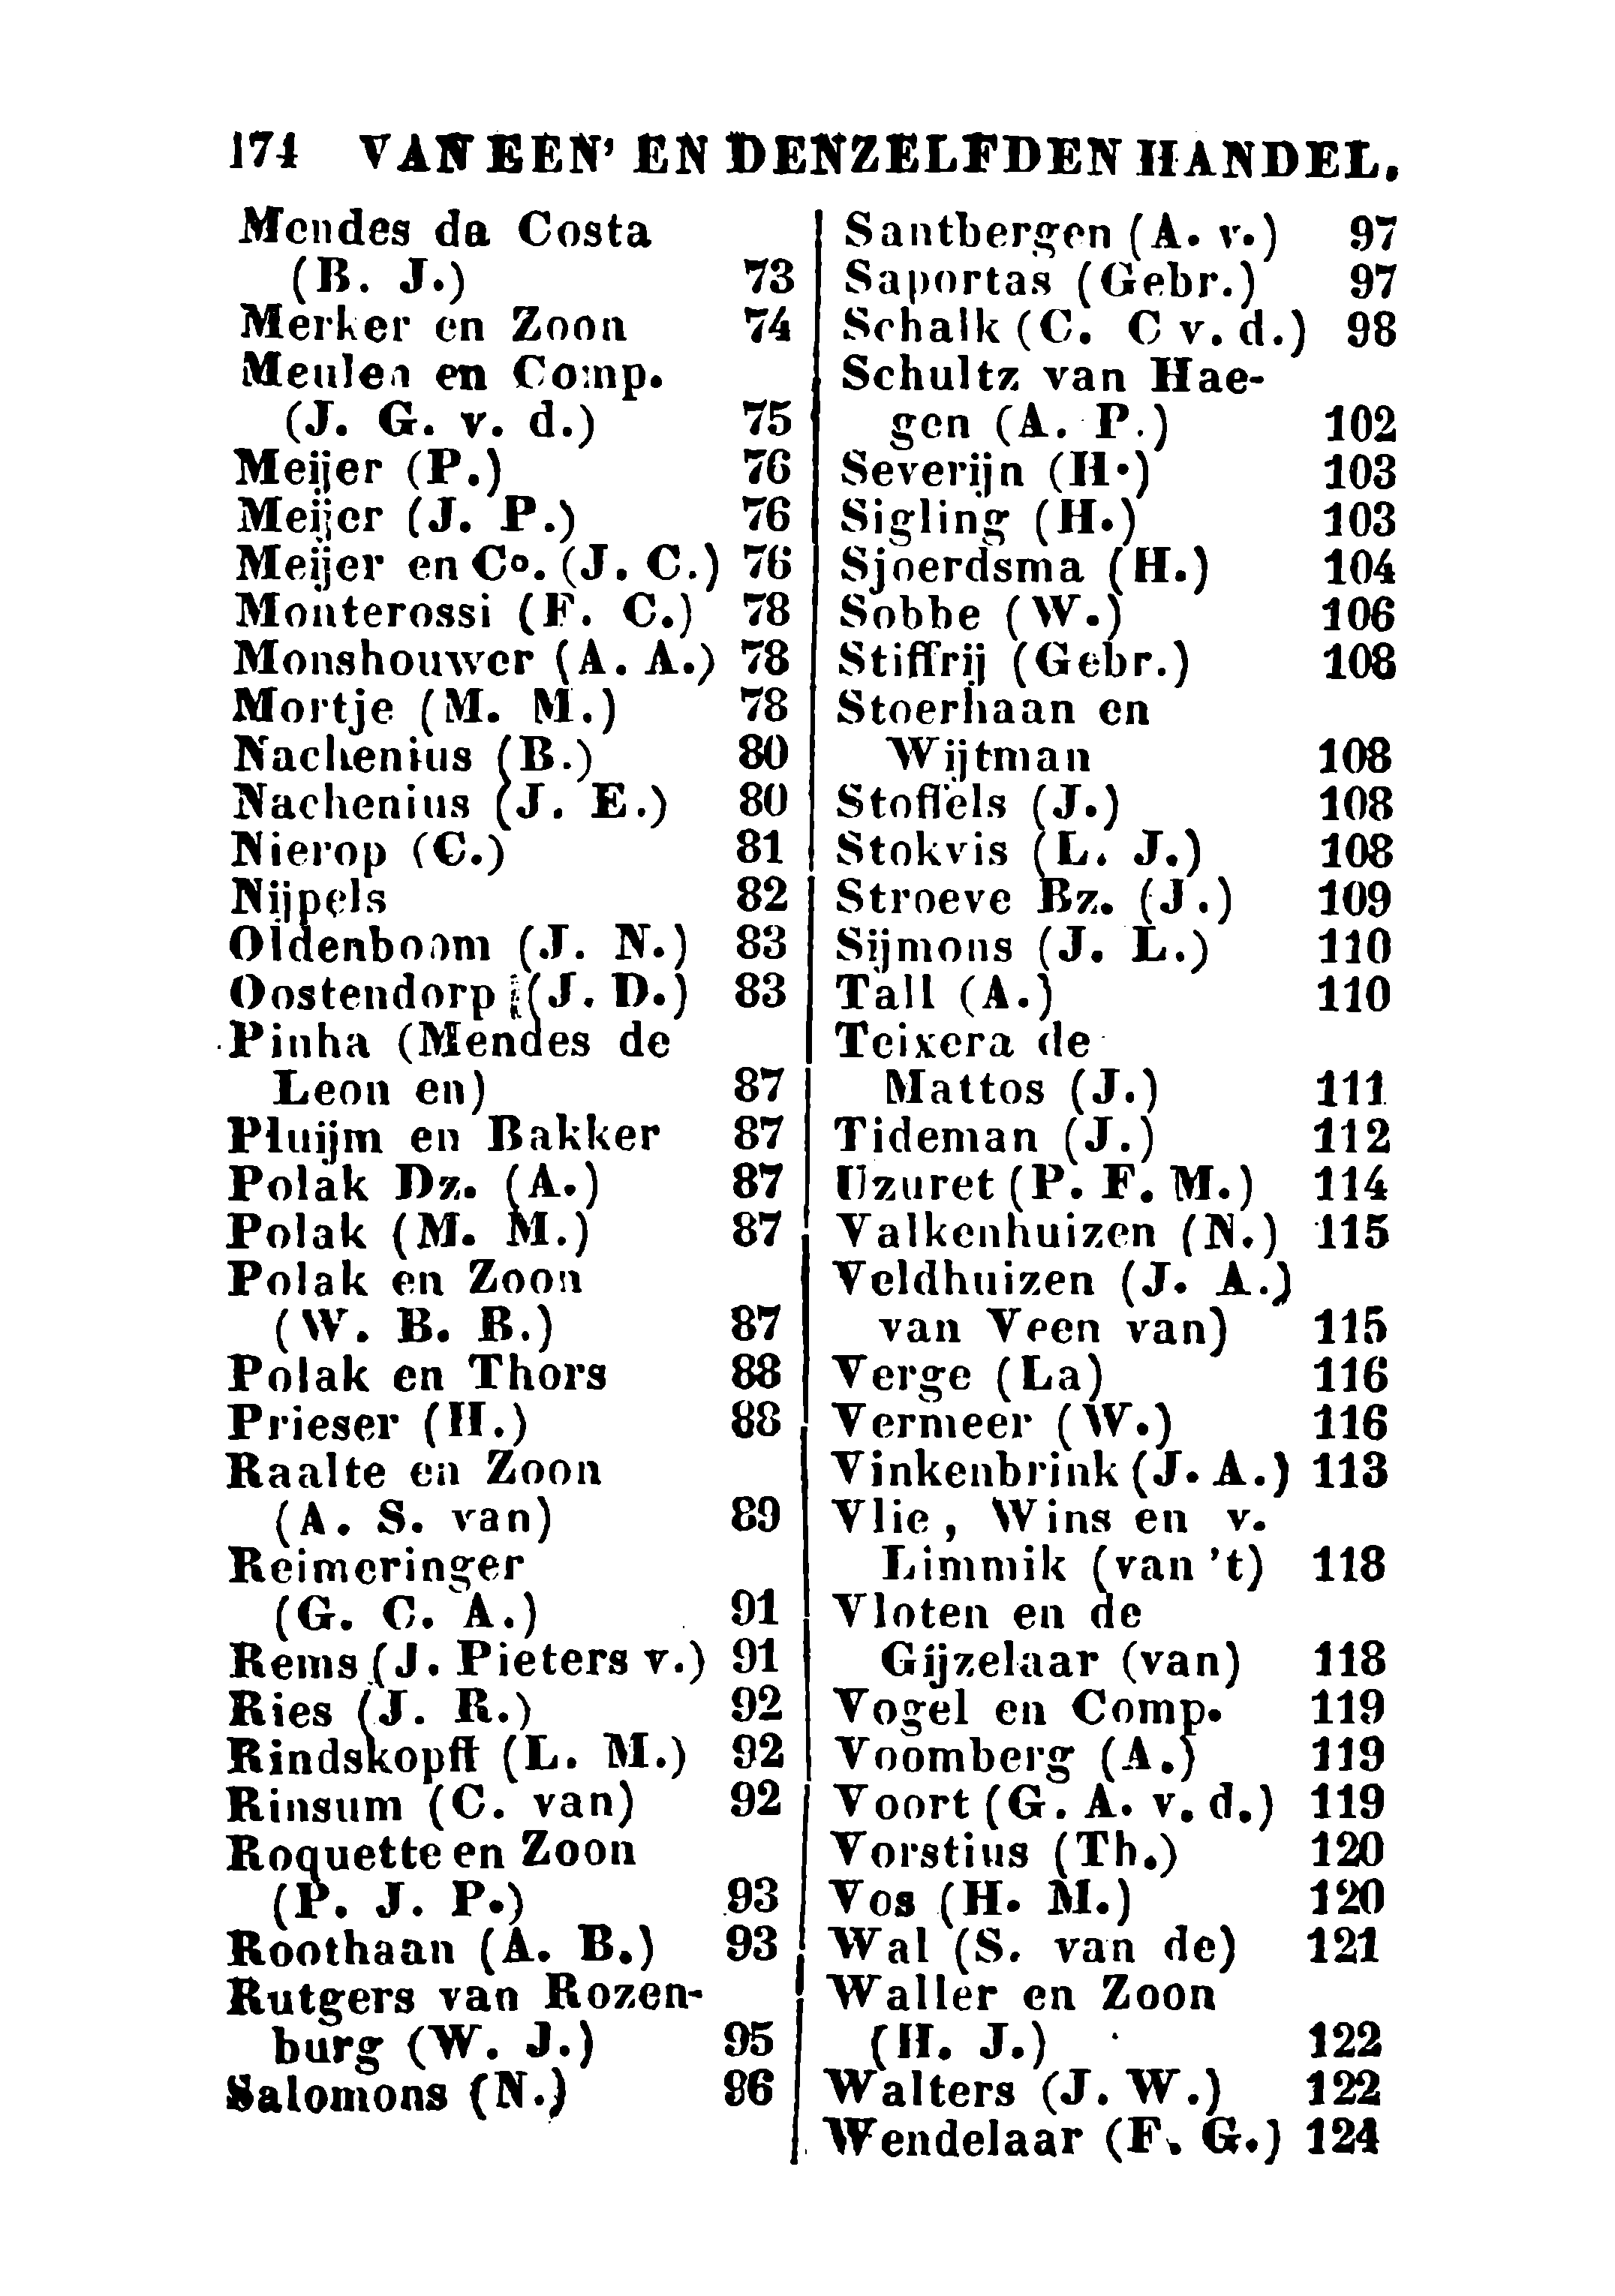 174 VAN EEN' EN DENZELFDEN HANDEL.
Mendes da Costa
(B. J.) 73
Merker en Zoon 74
Meulen en Comp.
(J. G. v. d.) 75
Meijer (P.) 76
Meijer (J. P.) 76
Meijer en Co. (J. C.) 76
Monterossi (F. C.) 78
Monshouwer (A. A.) 78
Mortje (M. M.) 78
Nachenius (B.) 80
Nachenius (J. E.) 80
Nierop (C.) 81
Nijpels 82
Oldenboom (J. N.) 83
Oostendorp (J. D.) 83
Pinha (Mendes de
Leon en) 87
Pluijm en Bakker 87
Polak Dz. (A.) 87
Polak (M. M.) 87
Polak en Zoon
(W. B. B.) 87
Polak en Thors 88
Prieser (H.) 88
Raalte en Zoon
(A. S. van) 89
Reimeringer
(G. C. A.) 91
Rems (J. Pieters v.) 91
Ries (J. R.) 92
Rindskopff (L. M.) 92
Rinsum (C. van) 92
Roquette en Zoon
(P. J. P.) 93
Roothaan (A. B.) 93
Rutgers van Rozen-
burg (W. J.) 95
Salomons (N.) 96
Santbergen (A. v.) 97
Saportas (Gebr.) 97
Schalk (C. C v. d.) 98
Schultz van Hae-
gen (A. P.) 102
Severijn (H.) 103
Sigling (H.) 103
Sjoerdsma (H.) 104
Sobbe (W.) 106
Stiffrij (Gebr.) 108
Stoerhaan en
Wijtman 108
Stoffels (J.) 108
Stokvis (L. J.) 108
Stroeve Bz. (J.) 109
Sijmons (J. L.) 110
Tall (A.) 110
Teixera de
Mattos (J.) 111
Tideman (J.) 112
Uzuret (P. F. M.) 114
Valkenhuizen (N.) 115
Veldhuizen (J. A.)
van Veen van) 115
Verge (La) 116
Vermeer (W.) 116
Vinkenbrink (J. A.) 113
Vlie, Wins en v.
Limmik (van 't) 118
Vloten en de
Gijzelaar (van) 118
Vogel en Comp. 119
Voomberg (A.) 119
Voort (G. A. v. d.) 119
Vorstius (Th.) 120
Vos (H. M.) 120
Wal (S. van de) 121
Waller en Zoon
(H. J.) 122
Walters (J. W.) 122
Wendelaar (F. G.) 124